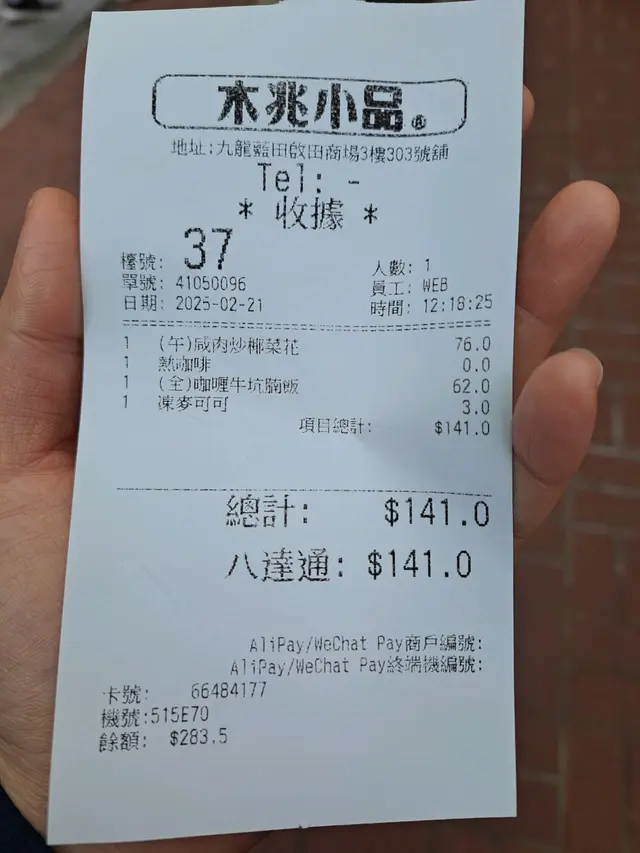 木兆小品®
地址:九龍藍田啟田商場3樓303號舖
Tel: -
* 收據 *
檯號: 37
人數: 1
單號: 41050096
員工: WEB
日期: 2025-02-21
時間: 12:18:25
1 (午)咸肉炒椰菜花 76.0
1 熱咖啡 0.0
1 (全)咖喱牛坑腩飯 62.0
1 凍麥可可 3.0
項目總計: $141.0
總計: $141.0
八達通: $141.0
AliPay/WeChat Pay商戶編號:
AliPay/WeChat Pay終端機編號:
卡號: 66484177
機號:515E70
餘額: $283.5